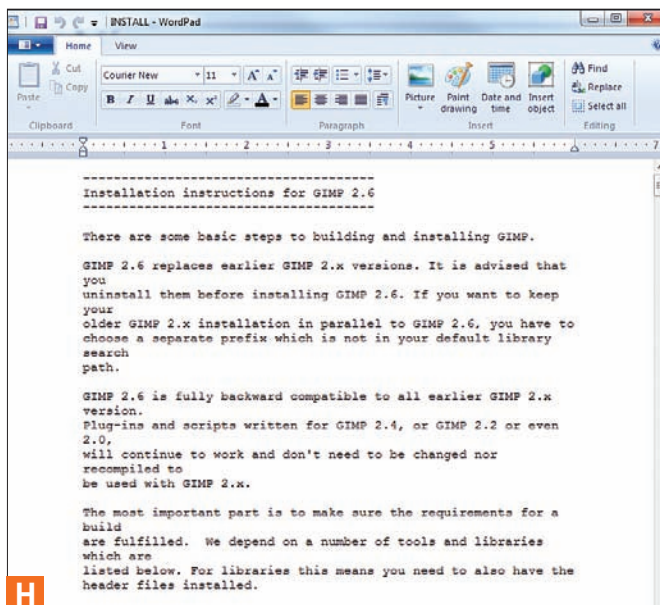 INSTALL - WordPad
Home View
Cut
Copy
Paste
Clipboard
Courier New 11
B I U abc X₂ X² A
Font
Paragraph
Picture
Paint drawing
Date and time
Insert object
Insert
Find
Replace
Select all
Editing
1 2 3 4 5 7
---------------------------------------
Installation instructions for GIMP 2.6
---------------------------------------
There are some basic steps to building and installing GIMP.
GIMP 2.6 replaces earlier GIMP 2.x versions. It is advised that
you
uninstall them before installing GIMP 2.6. If you want to keep
your
older GIMP 2.x installation in parallel to GIMP 2.6, you have to
choose a separate prefix which is not in your default library
search
path.
GIMP 2.6 is fully backward compatible to all earlier GIMP 2.x
version.
Plug-ins and scripts written for GIMP 2.4, or GIMP 2.2 or even
2.0,
will continue to work and don't need to be changed nor
recompiled to
be used with GIMP 2.x.
The most important part is to make sure the requirements for a
build
are fulfilled.  We depend on a number of tools and libraries
which are
listed below. For libraries this means you need to also have the
header files installed.
H